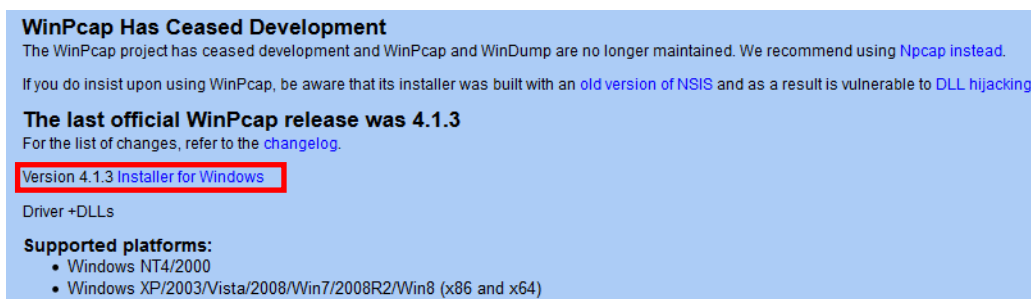 WinPcap Has Ceased Development
The WinPcap project has ceased development and WinPcap and WinDump are no longer maintained. We recommend using Npcap instead.
If you do insist upon using WinPcap, be aware that its installer was built with an old version of NSIS and as a result is vulnerable to DLL hijacking
The last official WinPcap release was 4.1.3
For the list of changes, refer to the changelog.
Version 4.1.3 Installer for Windows
Driver +DLLs
Supported platforms:
• Windows NT4/2000
• Windows XP/2003/Vista/2008/Win7/2008R2/Win8 (x86 and x64)